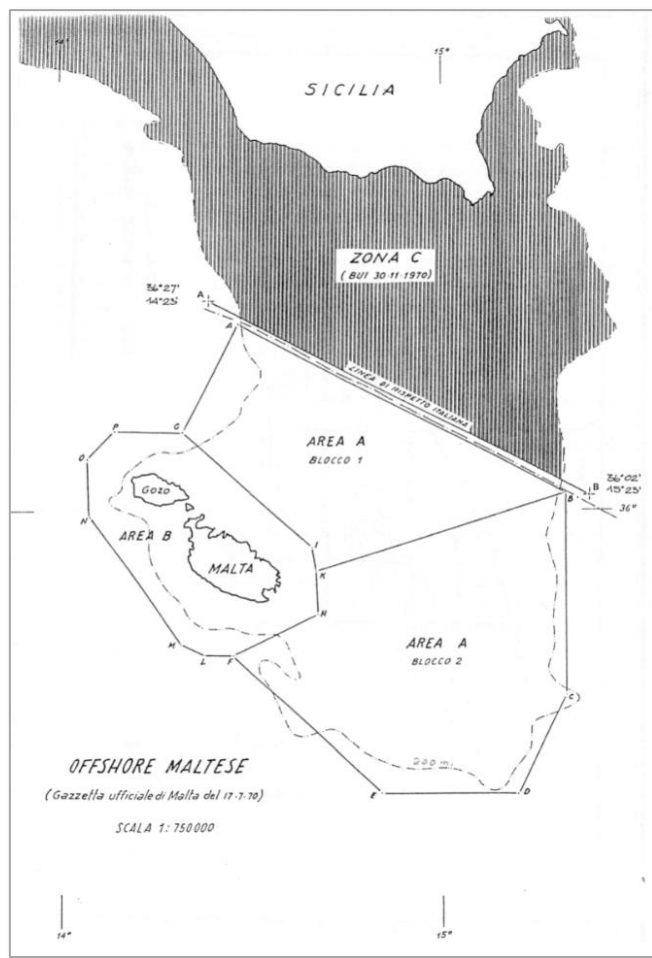 14°
15°
SICILIA
ZONA C
(BUI 30-11-1970)
36° 27'
14° 23'
A
A
LINEA DI RISPETTO ITALIANA
P
G
O
AREA A
BLOCCO 1
36° 02'
15° 23'
B
B
36°
GOZO
N
AREA B
I
MALTA
K
H
AREA A
BLOCCO 2
M
L
F
C
200 m.
E
D
OFFSHORE MALTESE
(Gazzetta ufficiale di Malta del 17-7-70)
SCALA 1: 750000
14°
15°